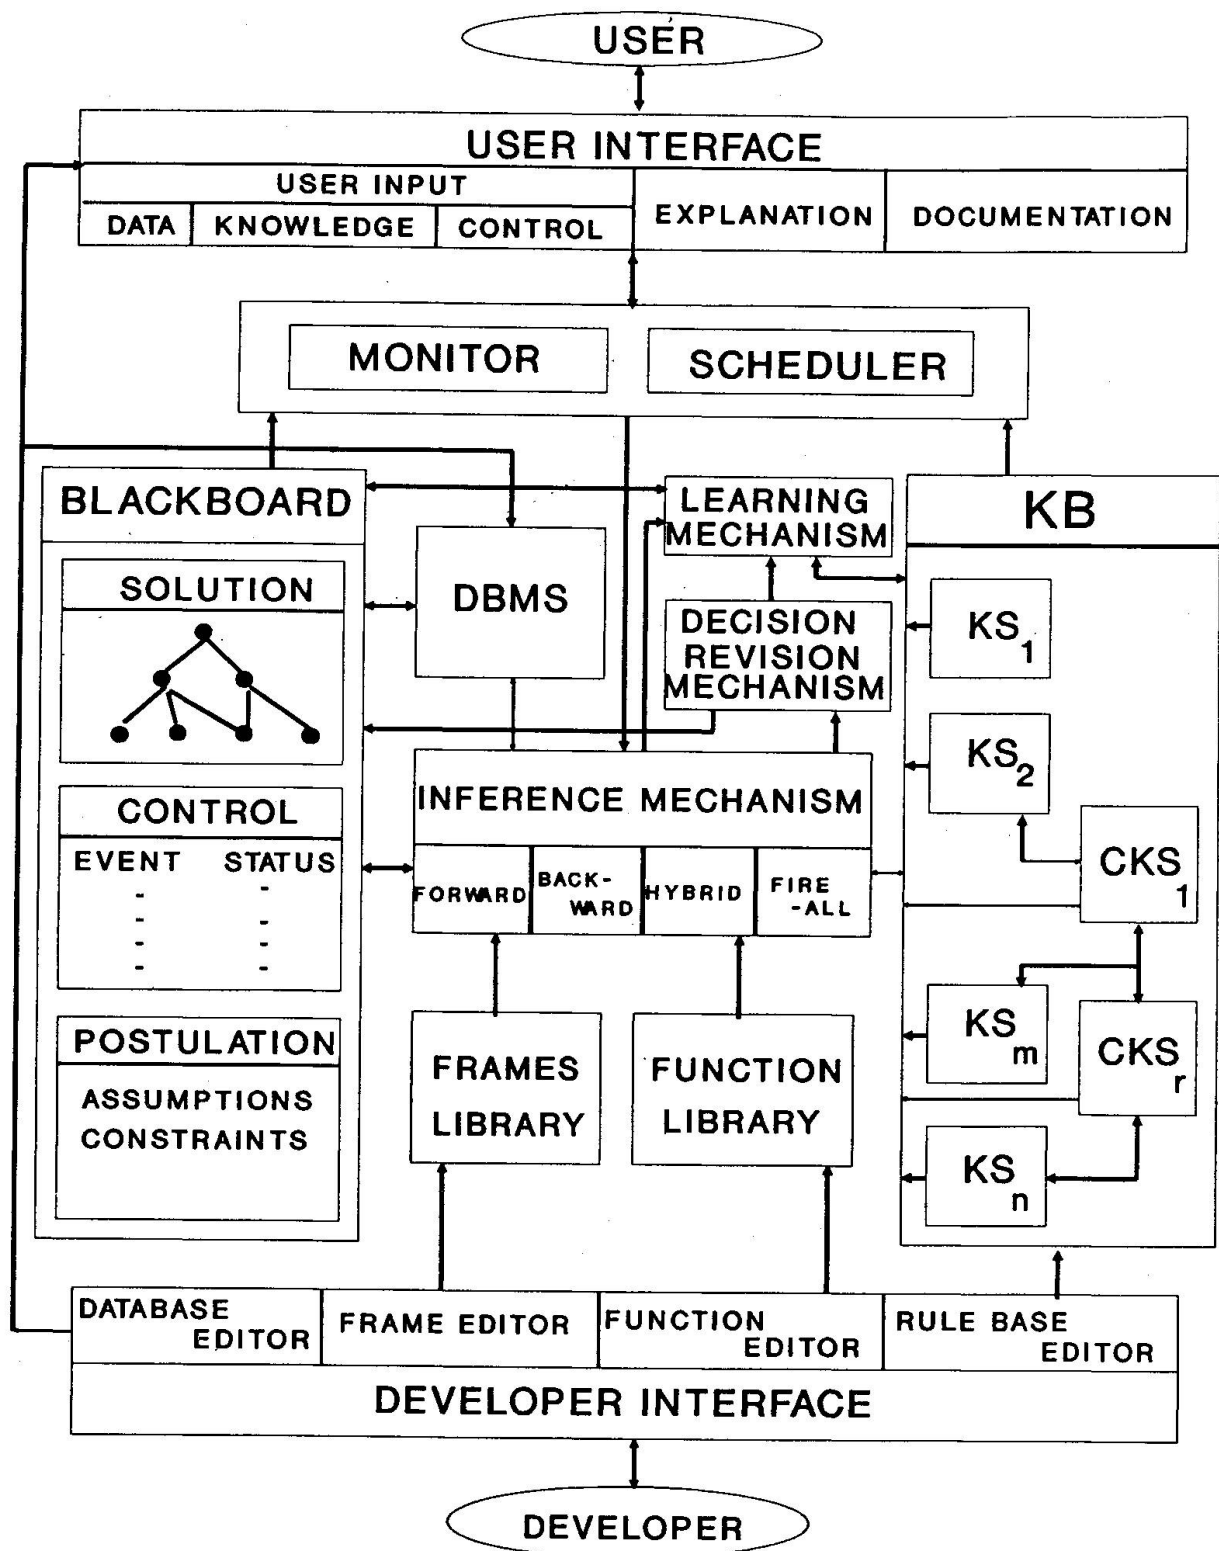 USER
USER INTERFACE
USER INPUT
DATA KNOWLEDGE CONTROL
EXPLANATION
DOCUMENTATION
MONITOR
SCHEDULER
BLACKBOARD
SOLUTION
CONTROL
EVENT STATUS
- -
- -
- -
- -
POSTULATION
ASSUMPTIONS
CONSTRAINTS
DBMS
LEARNING
MECHANISM
DECISION
REVISION
MECHANISM
INFERENCE MECHANISM
FORWARD
BACK-
WARD
HYBRID
FIRE
-ALL
FRAMES
LIBRARY
FUNCTION
LIBRARY
KB
KS1
KS2
CKS1
KSm
CKSr
KSn
DATABASE
EDITOR
FRAME EDITOR
FUNCTION
EDITOR
RULE BASE
EDITOR
DEVELOPER INTERFACE
DEVELOPER